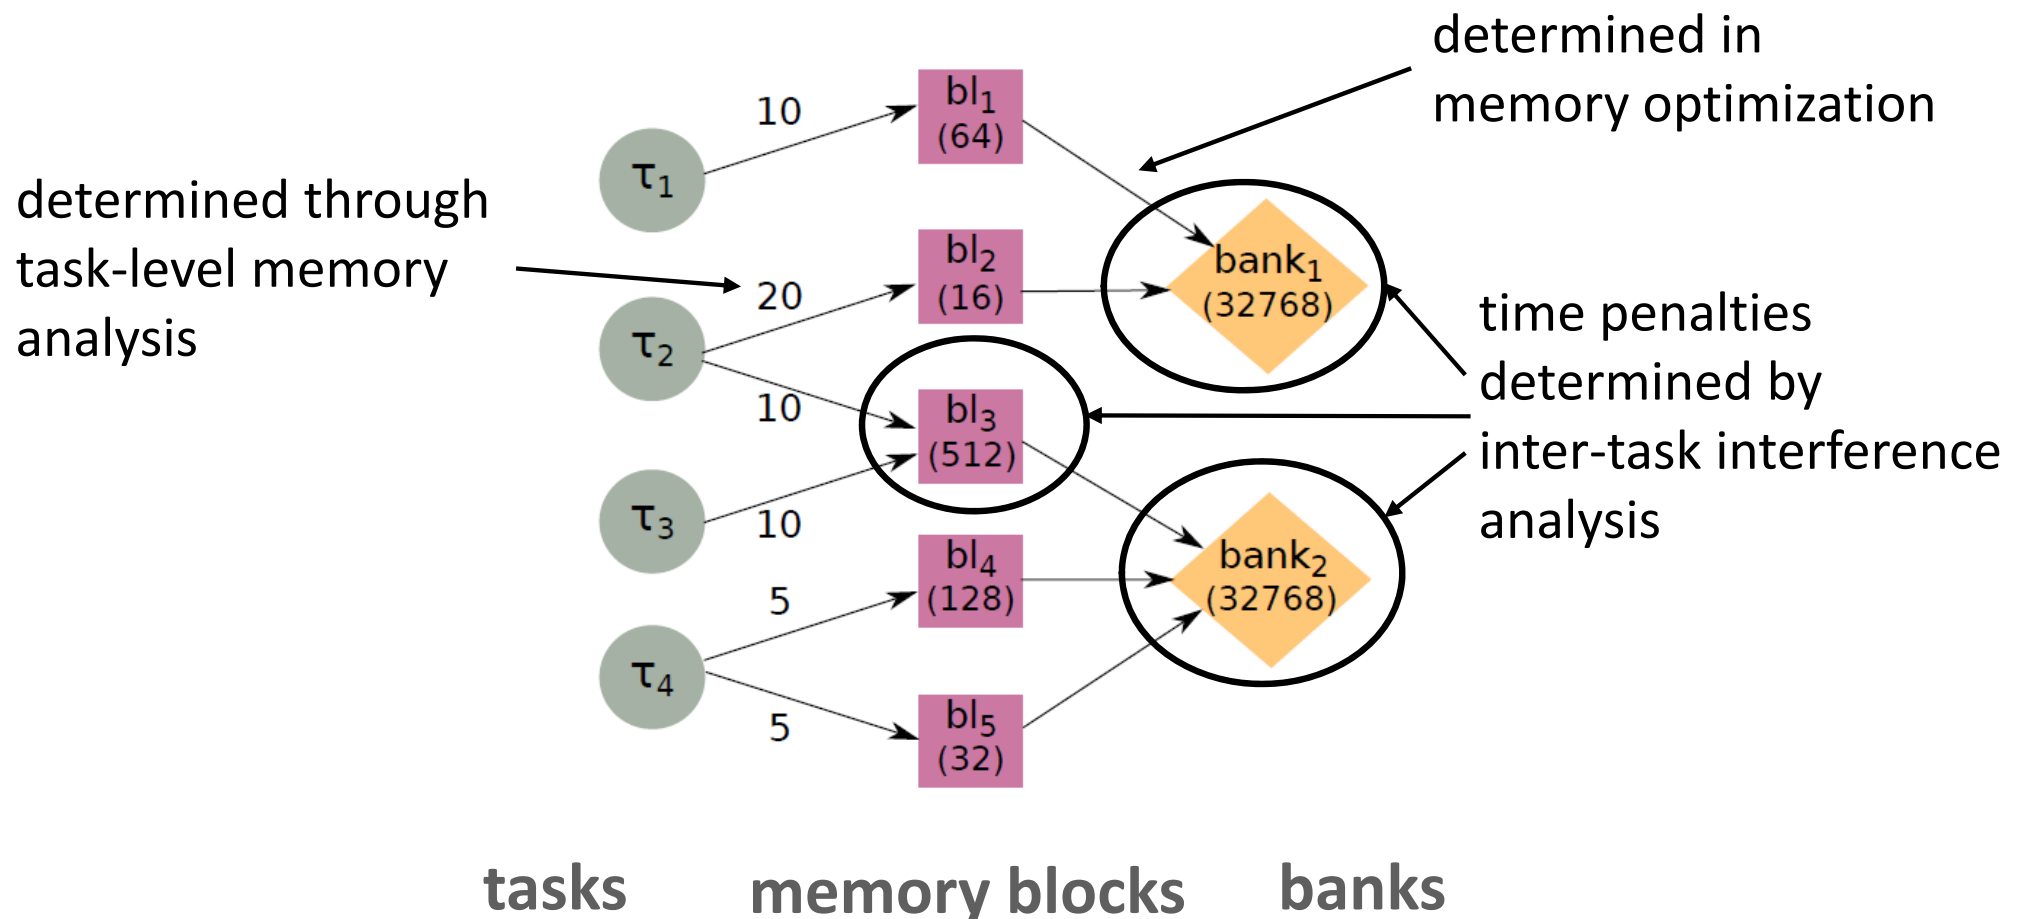 determined in
memory optimization
determined through
task-level memory
analysis
10
20
10
10
5
5
τ1
τ2
τ3
τ4
bl1
(64)
bl2
(16)
bl3
(512)
bl4
(128)
bl5
(32)
bank1
(32768)
bank2
(32768)
time penalties
determined by
inter-task interference
analysis
tasks
memory blocks
banks